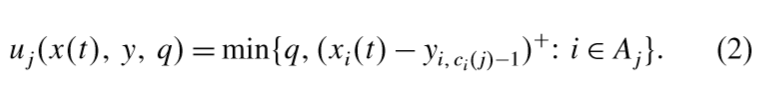 u_j(x(t), y, q) = min{q, (x_i(t) − y_{i, c_i(j)−1})^+: i ∈ A_j}. (2)